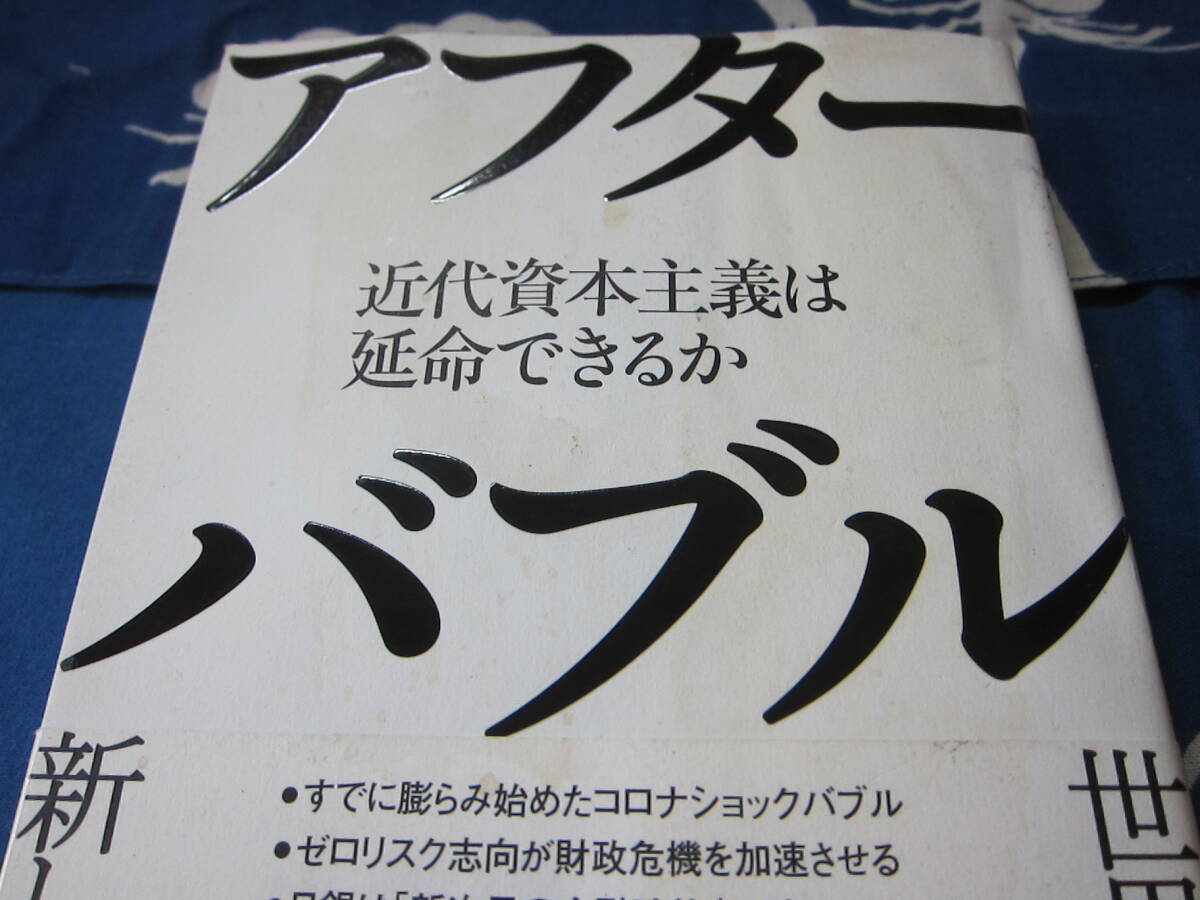 アフター
近代資本主義は
延命できるか
バブル
•すでに膨らみ始めたコロナショックバブル
•ゼロリスク志向が財政危機を加速させる
世
新